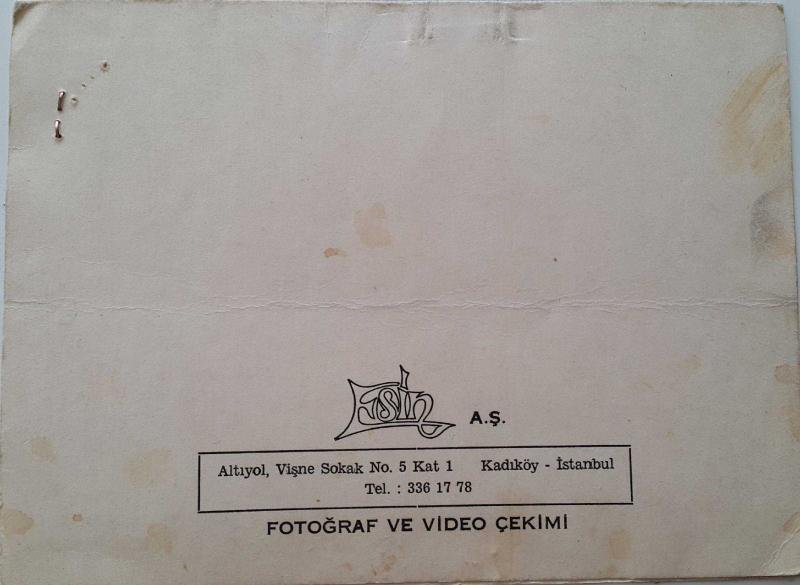 Esin A.Ş.
Altıyol, Vişne Sokak No. 5 Kat 1 Kadıköy - İstanbul
Tel. : 336 17 78
FOTOĞRAF VE VİDEO ÇEKİMİ